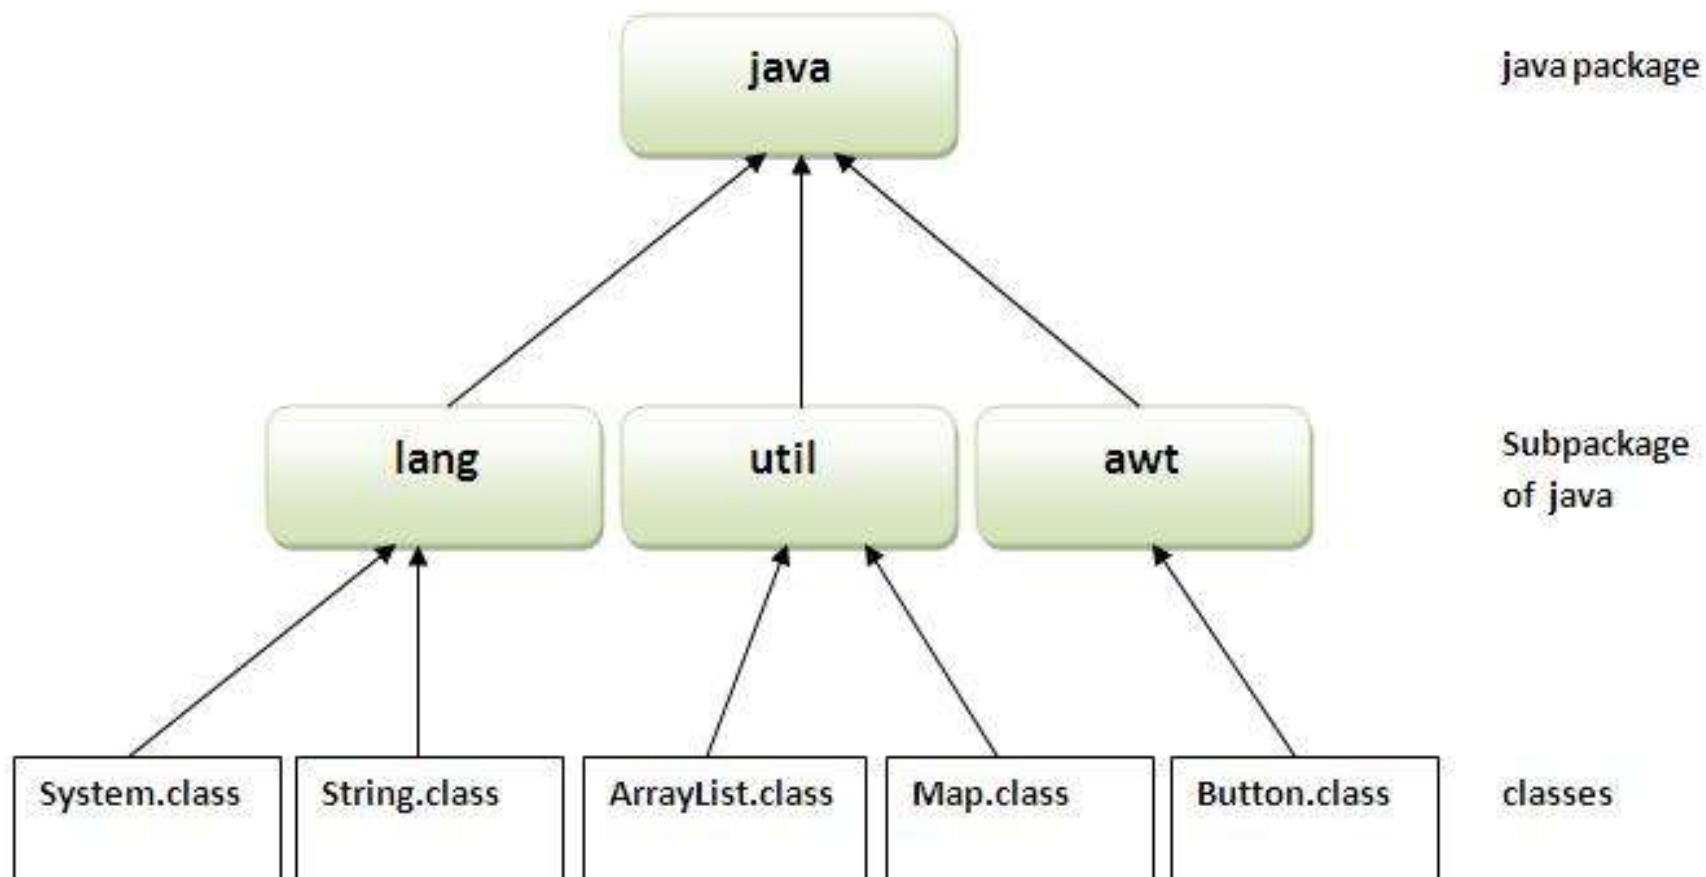 java
java package
lang
util
awt
Subpackage
of java
System.class
String.class
ArrayList.class
Map.class
Button.class
classes